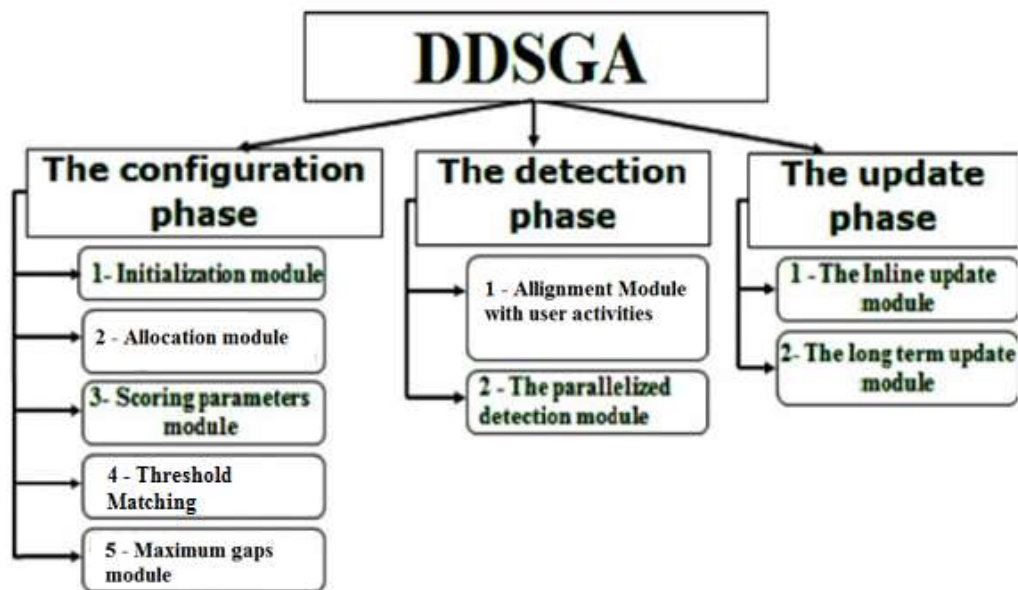 DDSGA
The configuration
phase
1- Initialization module
2 - Allocation module
3- Scoring parameters
module
4 - Threshold
Matching
5 - Maximum gaps
module
The detection
phase
1 - Allignment Module
with user activities
2 - The parallelized
detection module
The update
phase
1 - The Inline update
module
2- The long term update
module